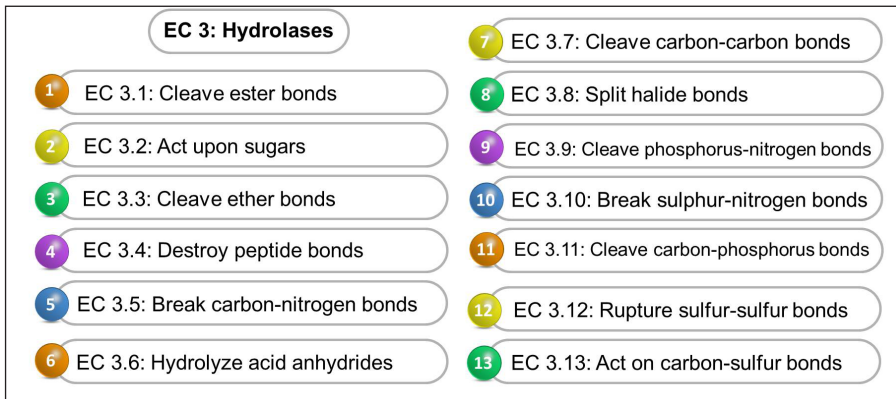 EC 3: Hydrolases
1 EC 3.1: Cleave ester bonds
2 EC 3.2: Act upon sugars
3 EC 3.3: Cleave ether bonds
4 EC 3.4: Destroy peptide bonds
5 EC 3.5: Break carbon-nitrogen bonds
6 EC 3.6: Hydrolyze acid anhydrides
7 EC 3.7: Cleave carbon-carbon bonds
8 EC 3.8: Split halide bonds
9 EC 3.9: Cleave phosphorus-nitrogen bonds
10 EC 3.10: Break sulphur-nitrogen bonds
11 EC 3.11: Cleave carbon-phosphorus bonds
12 EC 3.12: Rupture sulfur-sulfur bonds
13 EC 3.13: Act on carbon-sulfur bonds